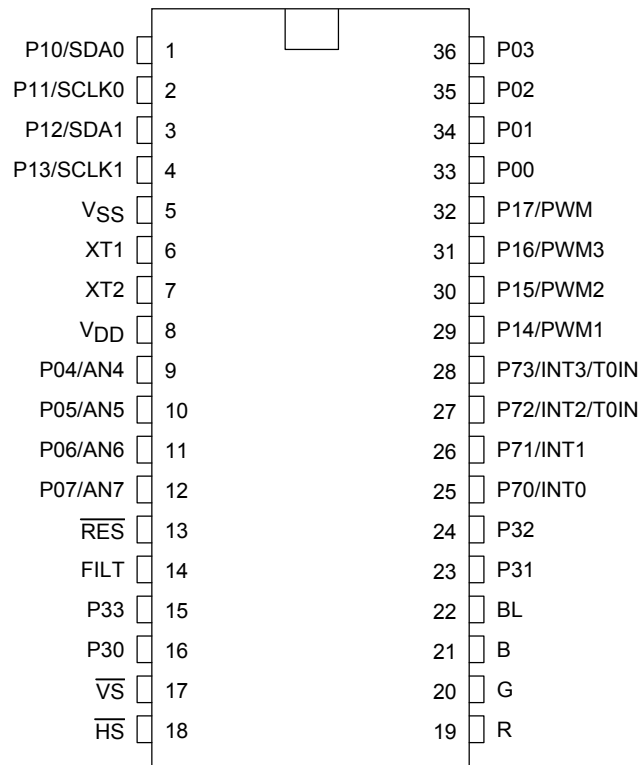 P10/SDA0 1 36 P03
P11/SCLK0 2 35 P02
P12/SDA1 3 34 P01
P13/SCLK1 4 33 P00
VSS 5 32 P17/PWM
XT1 6 31 P16/PWM3
XT2 7 30 P15/PWM2
VDD 8 29 P14/PWM1
P04/AN4 9 28 P73/INT3/T0IN
P05/AN5 10 27 P72/INT2/T0IN
P06/AN6 11 26 P71/INT1
P07/AN7 12 25 P70/INT0
R̅E̅S̅ 13 24 P32
FILT 14 23 P31
P33 15 22 BL
P30 16 21 B
V̅S̅ 17 20 G
H̅S̅ 18 19 R